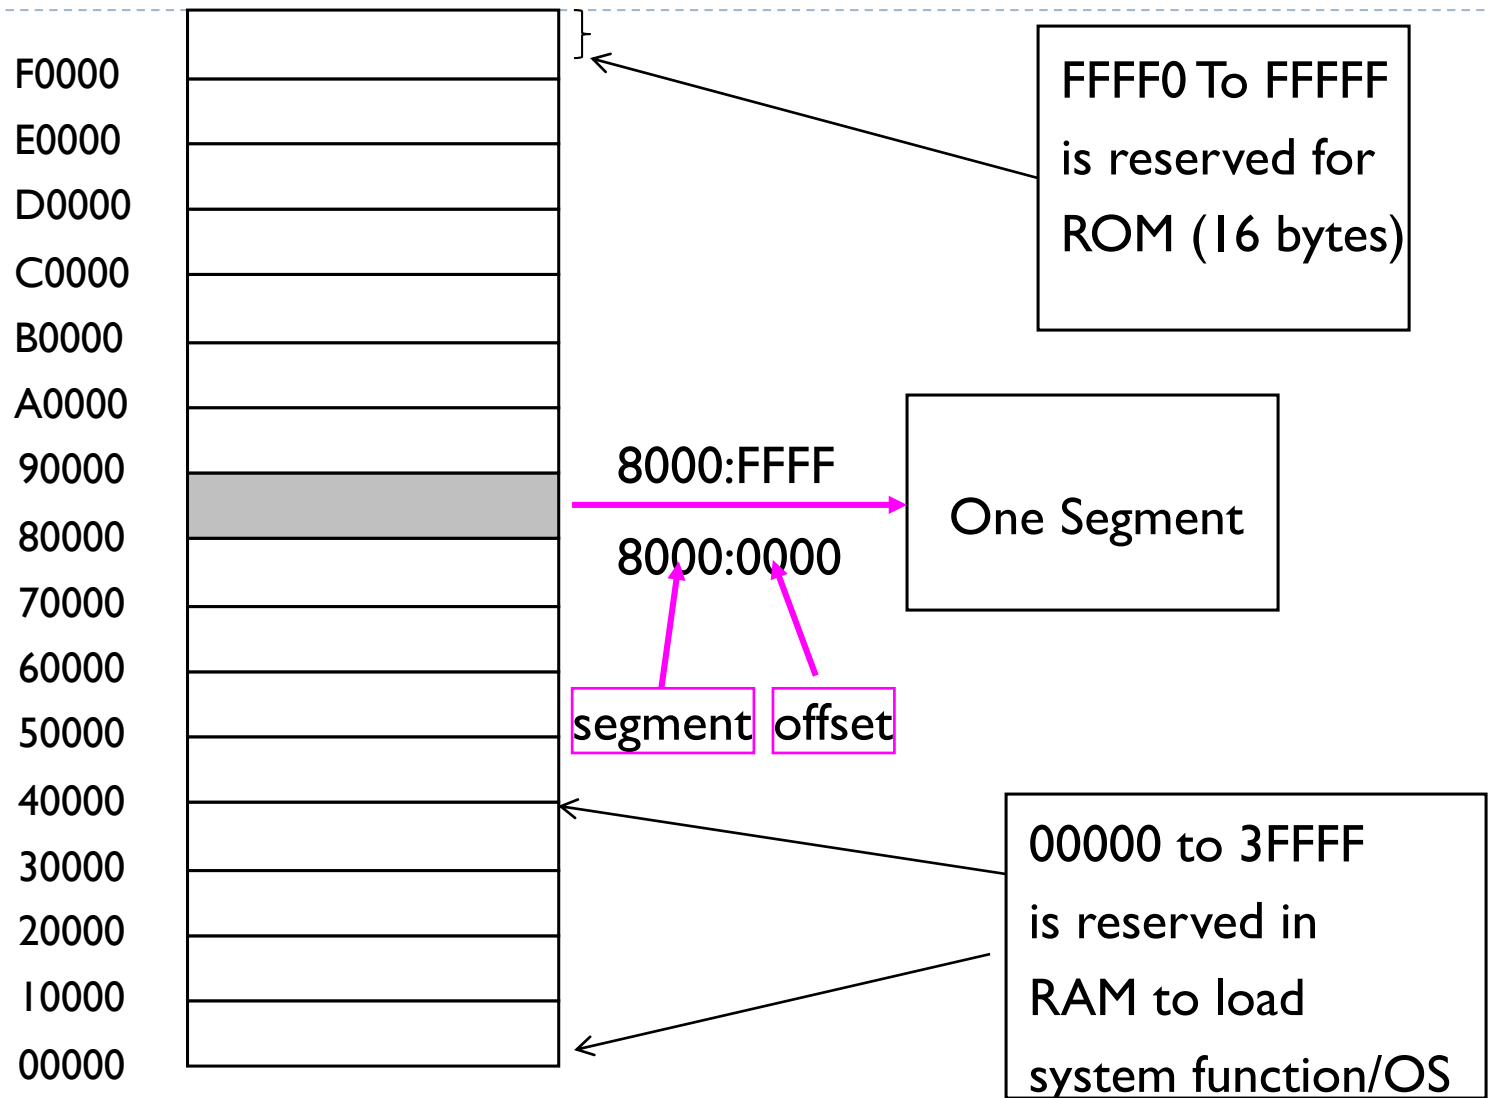 F0000
E0000
D0000
C0000
B0000
A0000
90000
80000
70000
60000
50000
40000
30000
20000
10000
00000
FFFF0 To FFFFF
is reserved for
ROM (16 bytes)
8000:FFFF
One Segment
8000:0000
segment
offset
00000 to 3FFFF
is reserved in
RAM to load
system function/OS